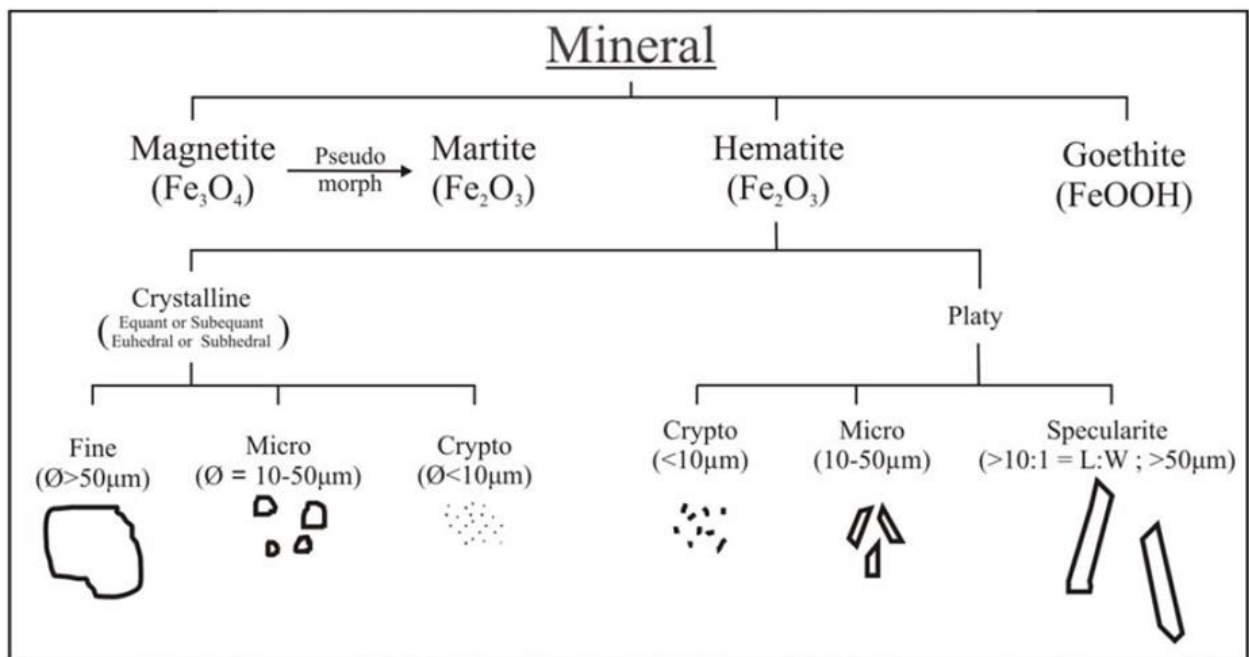 Mineral
Magnetite
(Fe₃O₄)
Pseudo
morph
Martite
(Fe₂O₃)
Hematite
(Fe₂O₃)
Goethite
(FeOOH)
Crystalline
(Equant or Subequant
Euhedral or Subhedral)
Platy
Fine
(Ø>50µm)
Micro
(Ø = 10-50µm)
Crypto
(Ø<10µm)
Crypto
(<10µm)
Micro
(10-50µm)
Specularite
(>10:1 = L:W ; >50µm)